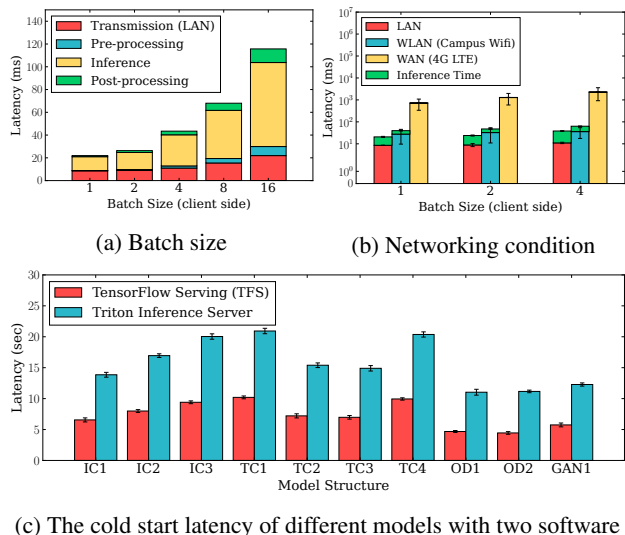 140
120
100
80
60
40
20
0
Latency (ms)
Transmission (LAN)
Pre-processing
Inference
Post-processing
1 2 4 8 16
Batch Size (client side)
(a) Batch size
10⁷
10⁶
10⁵
10⁴
10³
10²
10¹
10⁰
Latency (ms)
LAN
WLAN (Campus Wifi)
WAN (4G LTE)
Inference Time
1 2 4
Batch Size (client side)
(b) Networking condition
30
25
20
15
10
5
0
Latency (sec)
TensorFlow Serving (TFS)
Triton Inference Server
IC1 IC2 IC3 TC1 TC2 TC3 TC4 OD1 OD2 GAN1
Model Structure
(c) The cold start latency of different models with two software